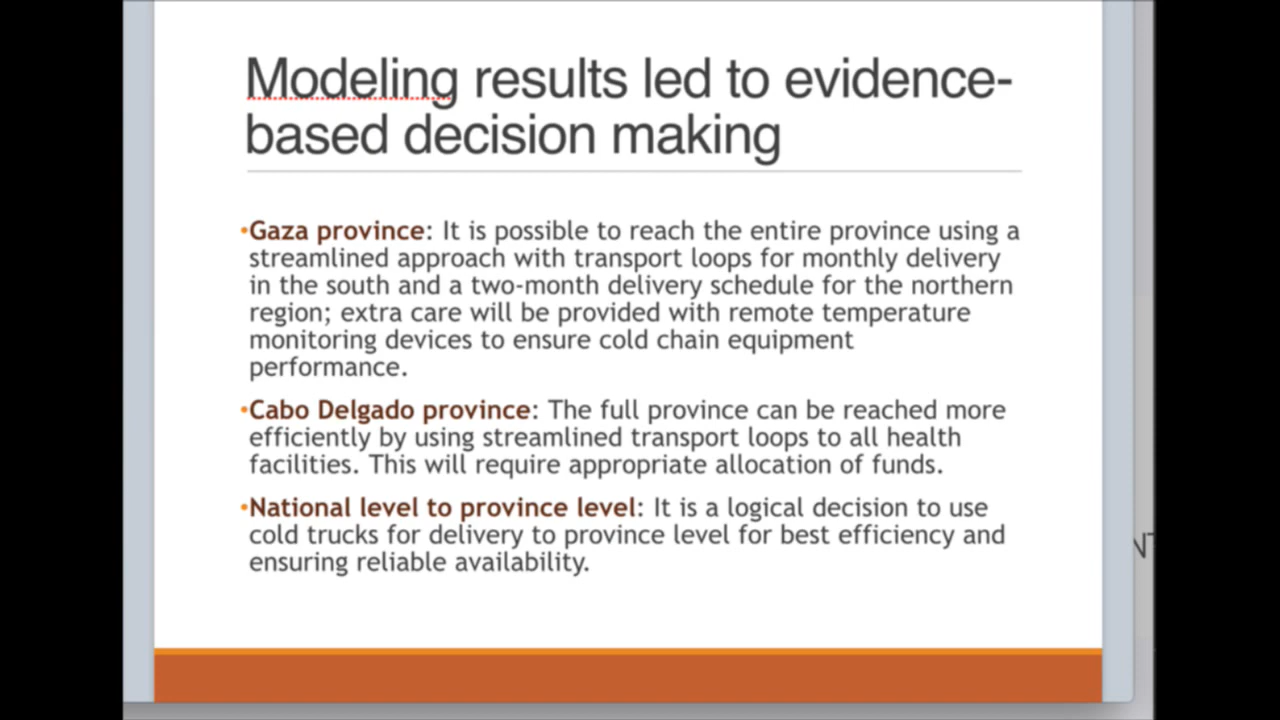 Modeling results led to evidence-
based decision making
•Gaza province: It is possible to reach the entire province using a
streamlined approach with transport loops for monthly delivery
in the south and a two-month delivery schedule for the northern
region; extra care will be provided with remote temperature
monitoring devices to ensure cold chain equipment
performance.
•Cabo Delgado province: The full province can be reached more
efficiently by using streamlined transport loops to all health
facilities. This will require appropriate allocation of funds.
•National level to province level: It is a logical decision to use
cold trucks for delivery to province level for best efficiency and
ensuring reliable availability.